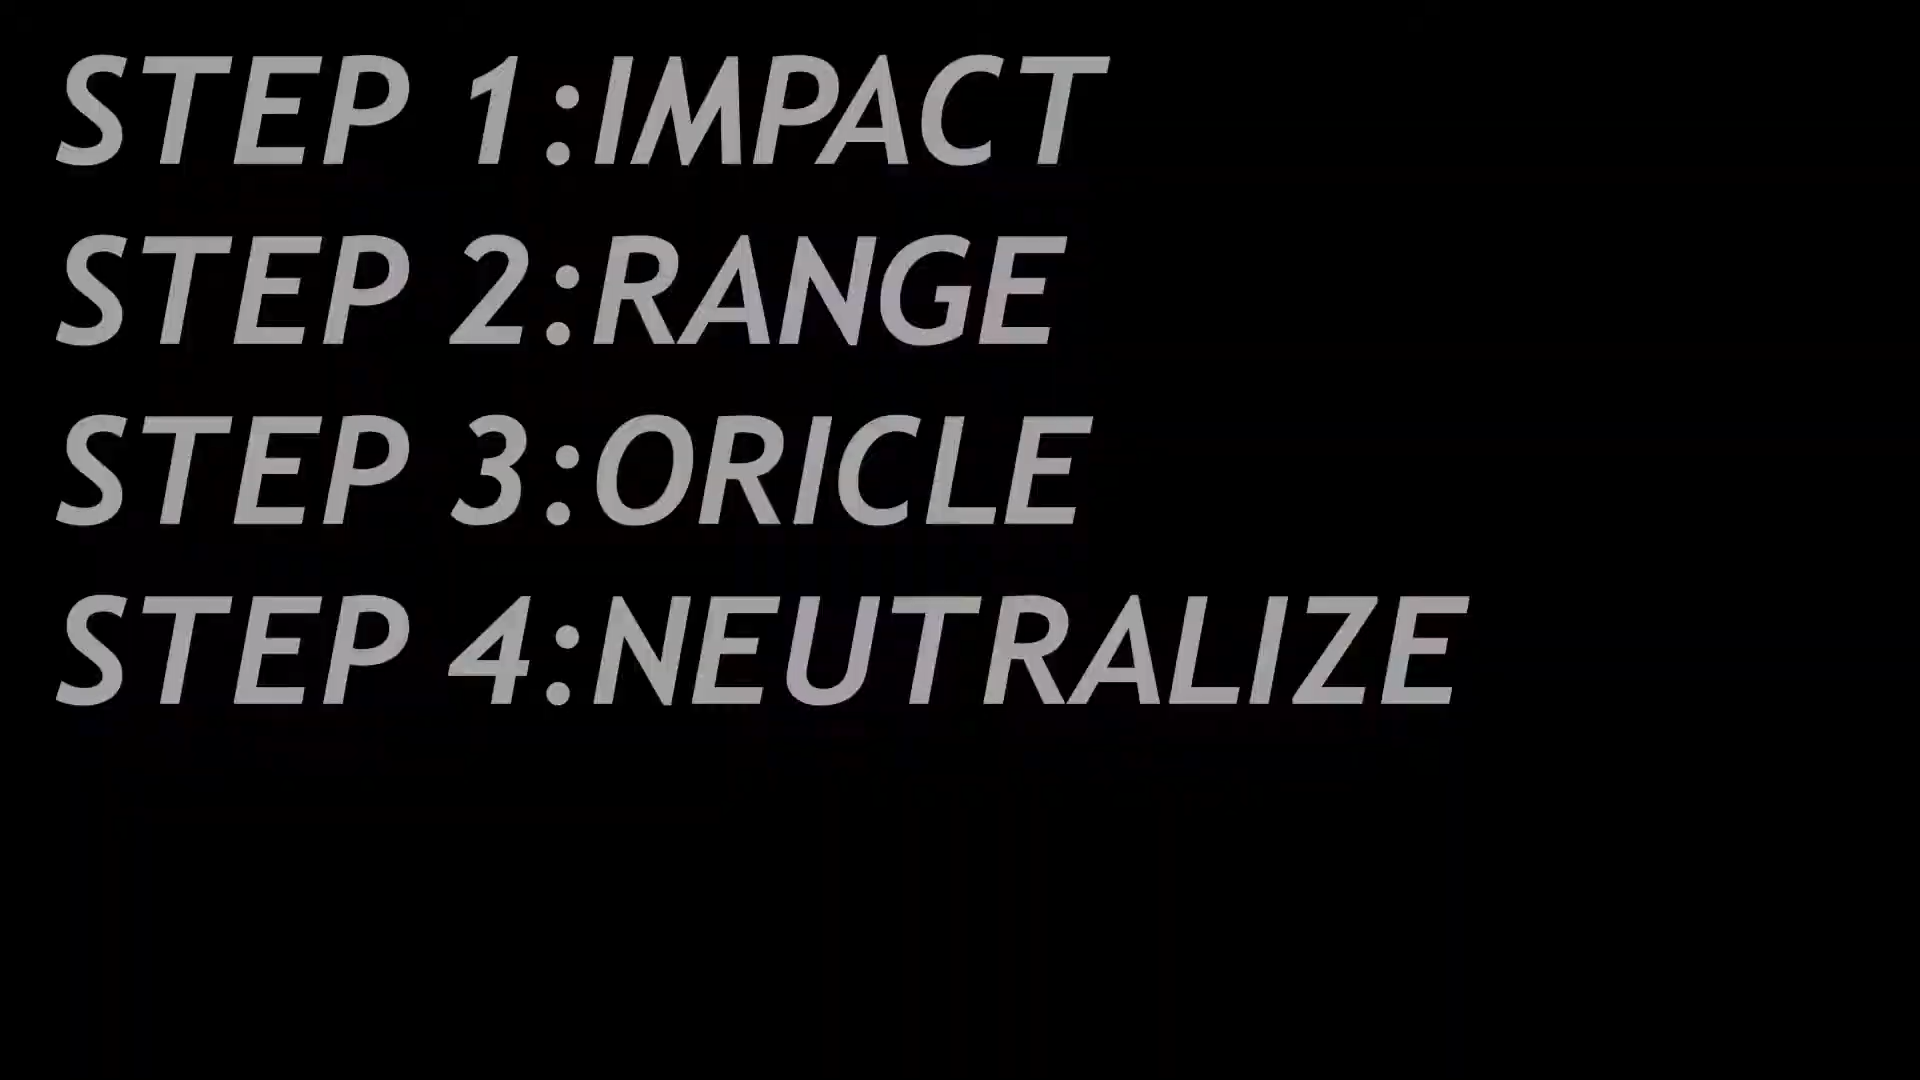 STEP 1:IMPACT
STEP 2:RANGE
STEP 3:ORICLE
STEP 4:NEUTRALIZE